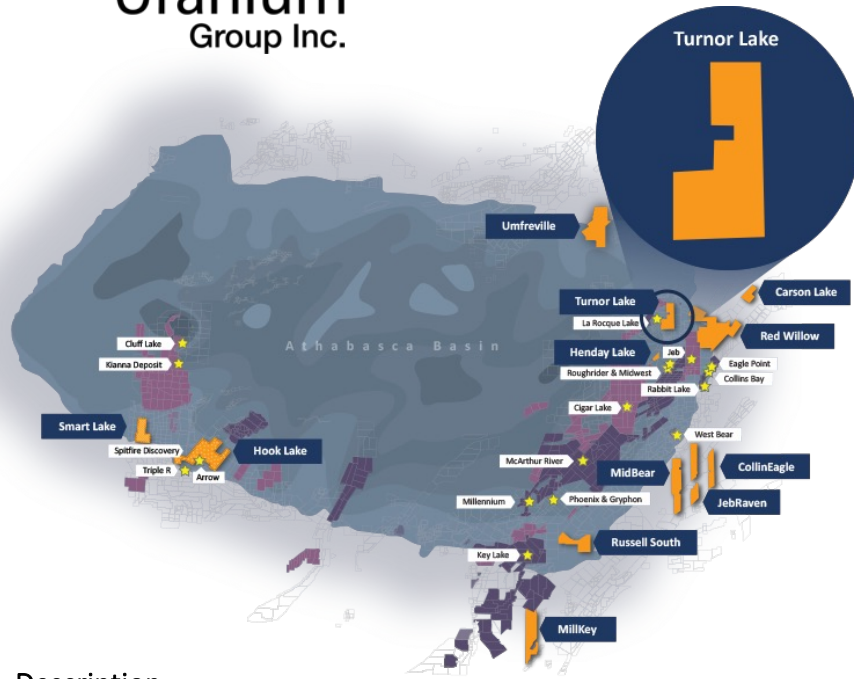 Uranium
Group Inc.
Turnor Lake
Umfreville
Carson Lake
Turnor Lake
La Rocque Lake
Red Willow
Athabasca Basin
Cluff Lake
Henday Lake
Jeb
Kianna Deposit
Roughrider & Midwest
Eagle Point
Collins Bay
Rabbit Lake
Cigar Lake
Smart Lake
West Bear
Spitfire Discovery
Hook Lake
McArthur River
MidBear
CollinEagle
Triple R
Arrow
Millennium
Phoenix & Gryphon
JebRaven
Russell South
Key Lake
MillKey
Description